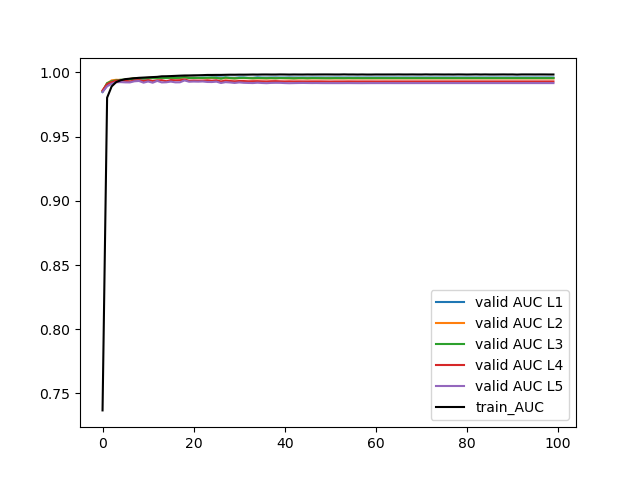 1.00
0.95
0.90
0.85
0.80
0.75
0
20
40
60
80
100
valid AUC L1
valid AUC L2
valid AUC L3
valid AUC L4
valid AUC L5
train_AUC